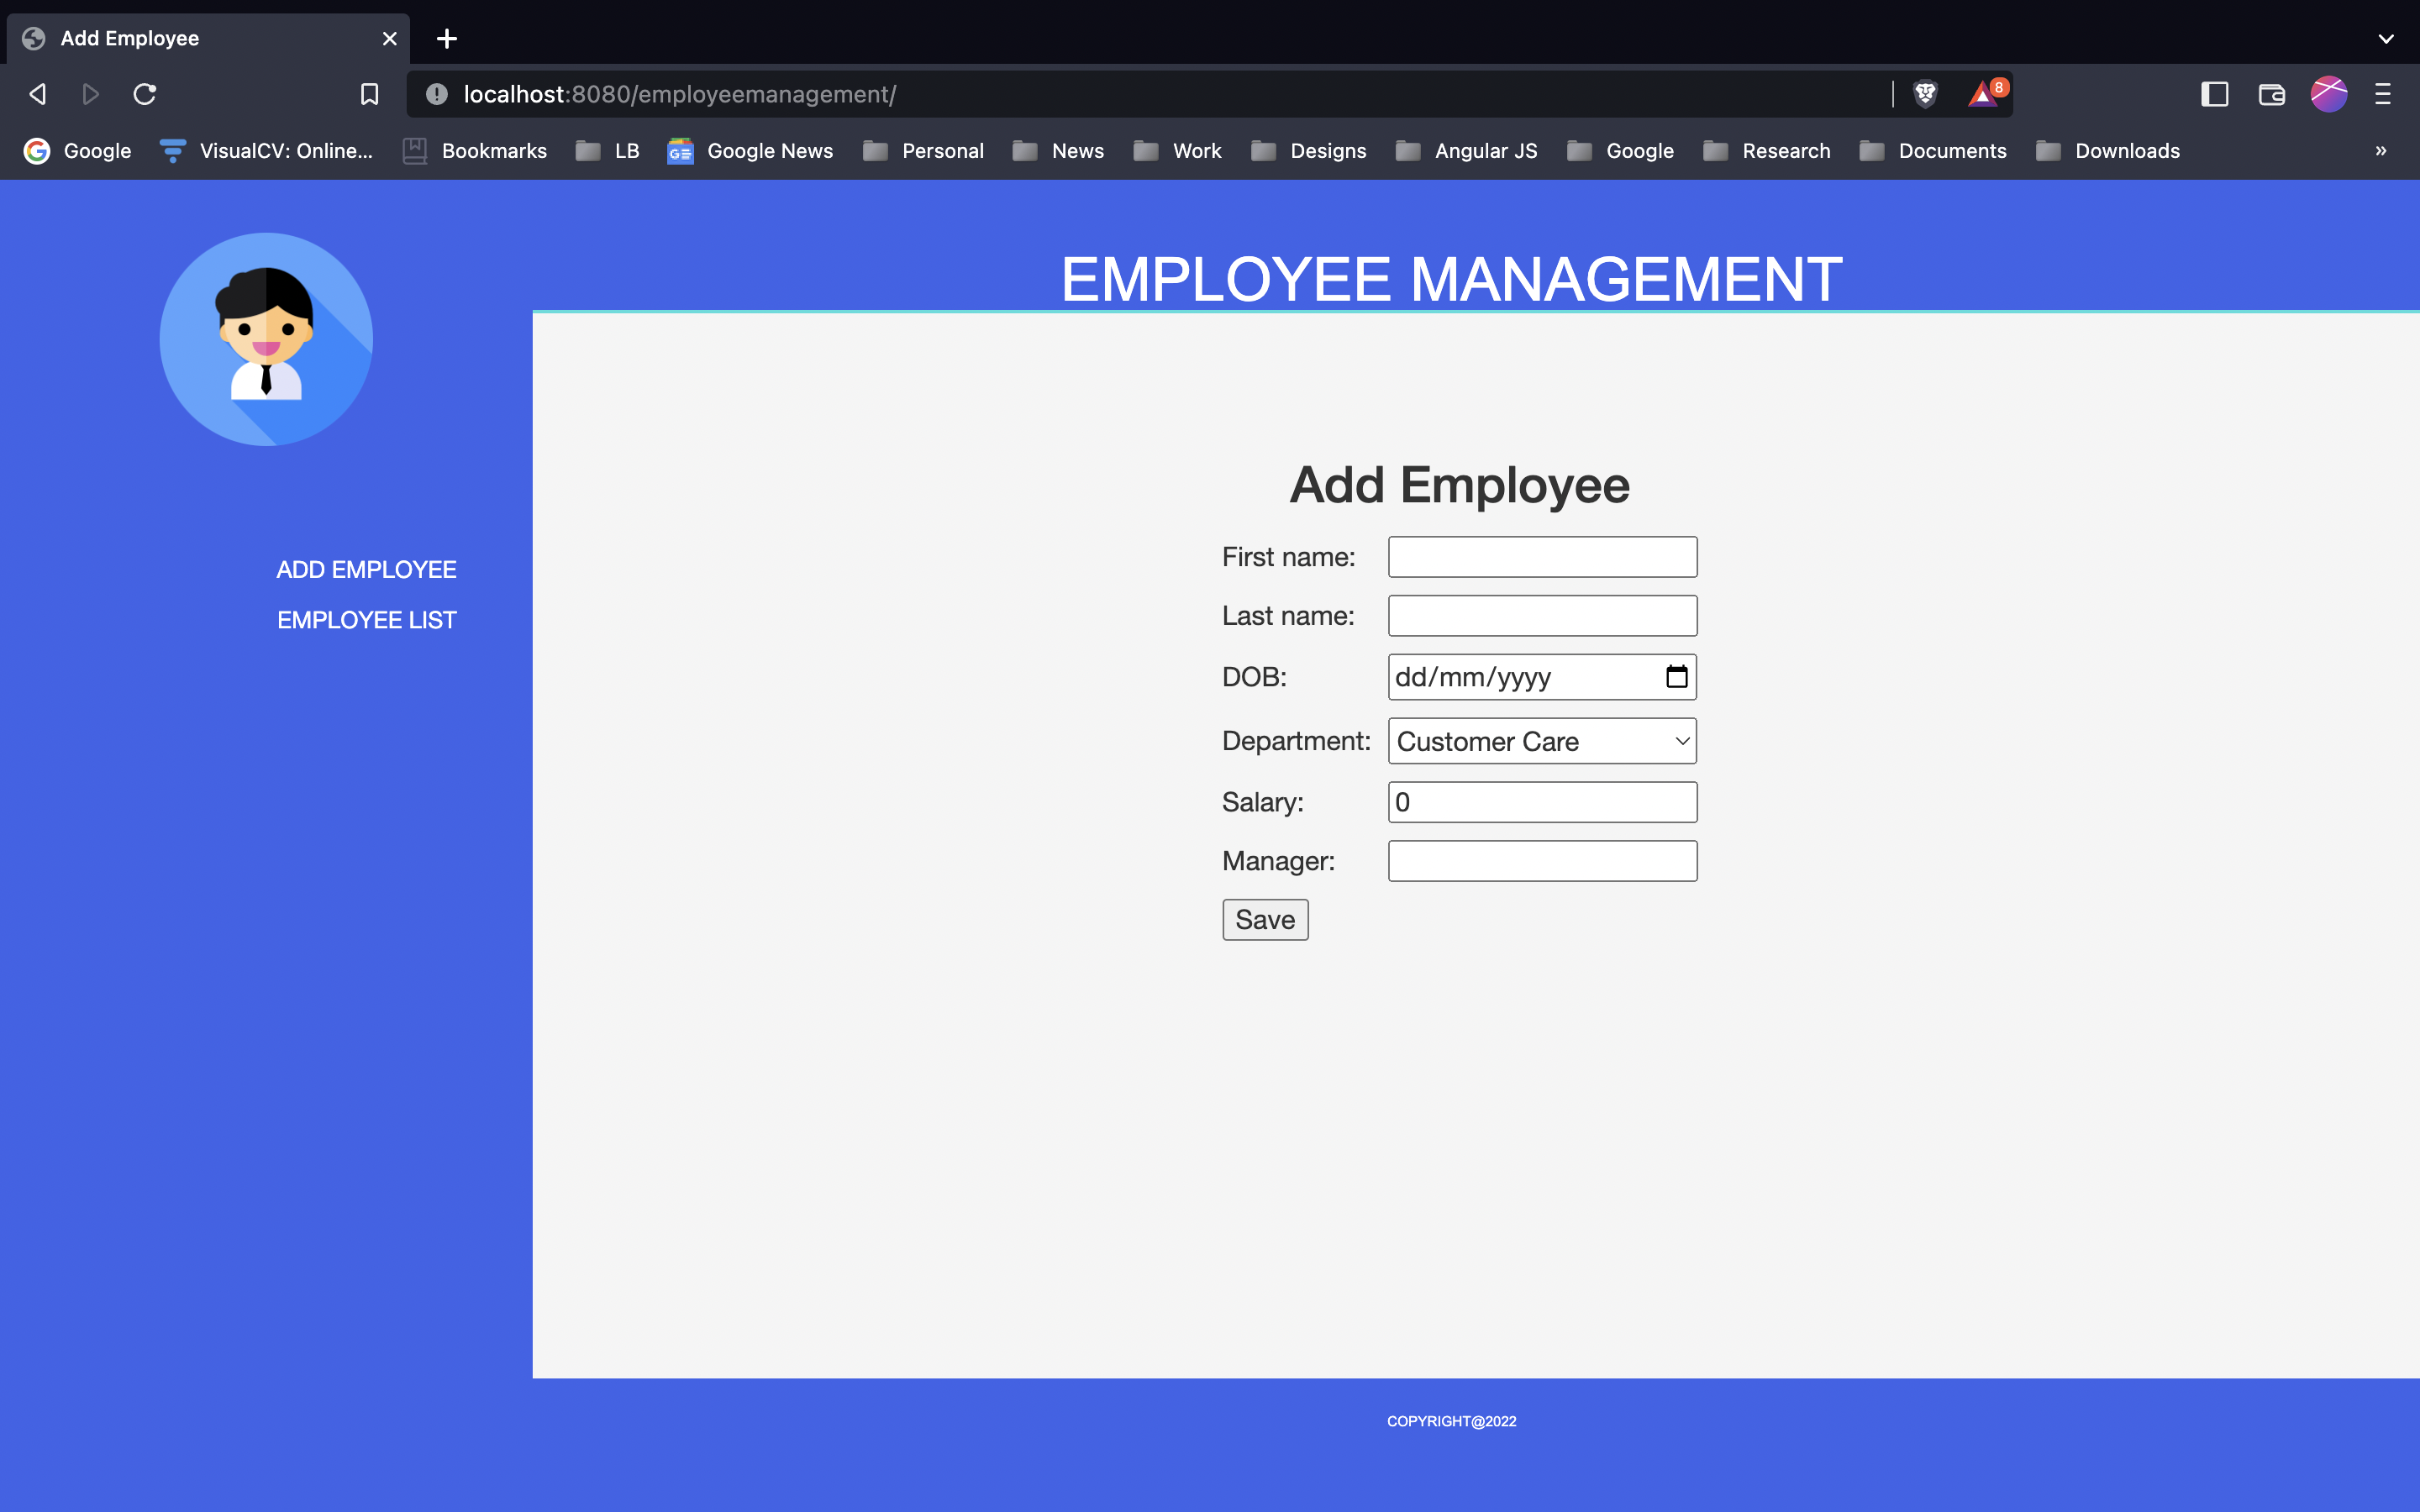 Add Employee
localhost:8080/employeemanagement/
8
Google VisualCV: Online... Bookmarks LB Google News Personal News Work Designs Angular JS Google Research Documents Downloads »
EMPLOYEE MANAGEMENT
ADD EMPLOYEE
EMPLOYEE LIST
Add Employee
First name:
Last name:
DOB: dd/mm/yyyy
Department: Customer Care
Salary: 0
Manager:
Save
COPYRIGHT@2022